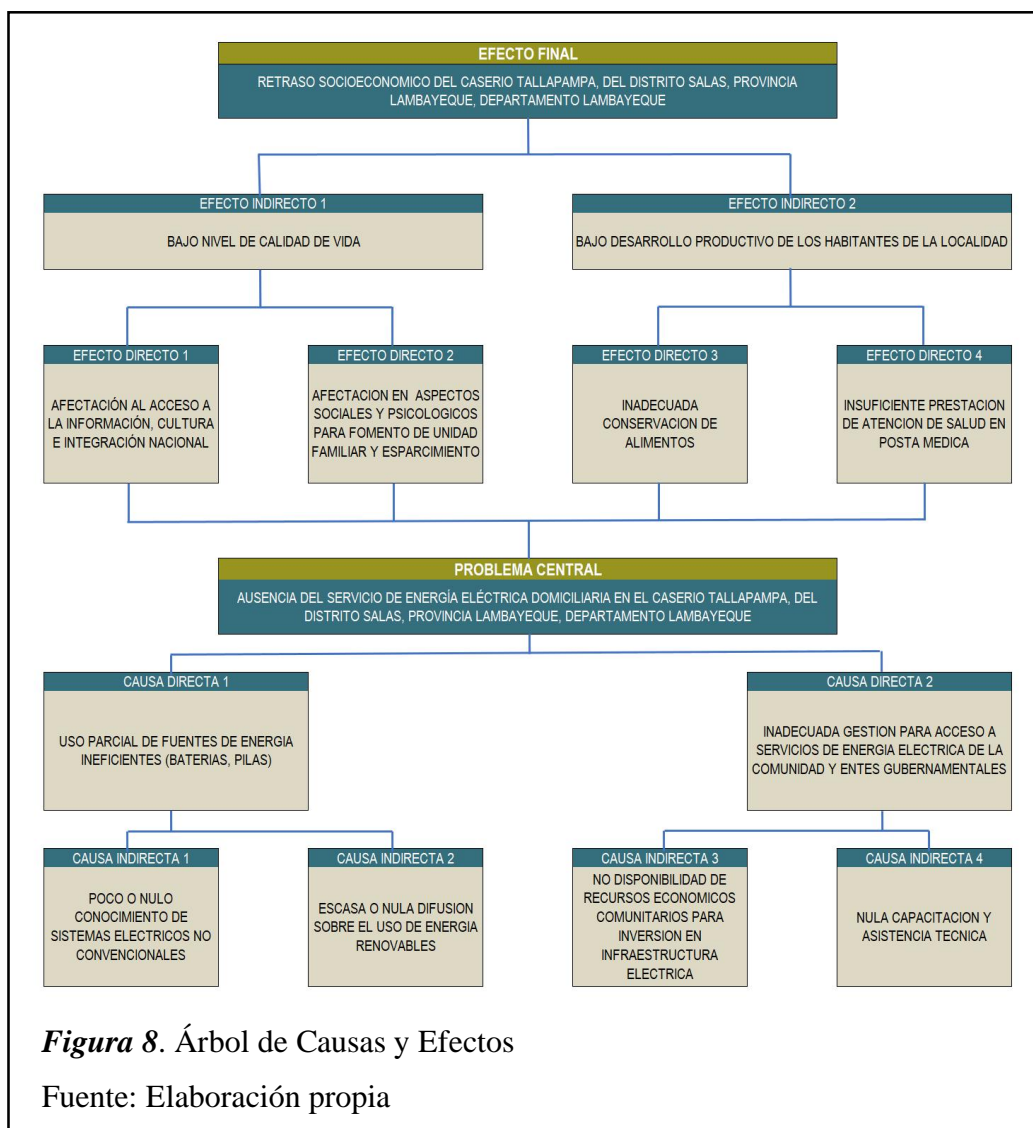 EFECTO FINAL
RETRASO SOCIOECONOMICO DEL CASERIO TALLAPAMPA, DEL DISTRITO SALAS, PROVINCIA
LAMBAYEQUE, DEPARTAMENTO LAMBAYEQUE
EFECTO INDIRECTO 1
BAJO NIVEL DE CALIDAD DE VIDA
EFECTO INDIRECTO 2
BAJO DESARROLLO PRODUCTIVO DE LOS HABITANTES DE LA LOCALIDAD
EFECTO DIRECTO 1
AFECTACIÓN AL ACCESO A
LA INFORMACIÓN, CULTURA
E INTEGRACIÓN NACIONAL
EFECTO DIRECTO 2
AFECTACION EN ASPECTOS
SOCIALES Y PSICOLOGICOS
PARA FOMENTO DE UNIDAD
FAMILIAR Y ESPARCIMIENTO
EFECTO DIRECTO 3
INADECUADA
CONSERVACION DE
ALIMENTOS
EFECTO DIRECTO 4
INSUFICIENTE PRESTACION
DE ATENCION DE SALUD EN
POSTA MEDICA
PROBLEMA CENTRAL
AUSENCIA DEL SERVICIO DE ENERGÍA ELÉCTRICA DOMICILIARIA EN EL CASERIO TALLAPAMPA, DEL
DISTRITO SALAS, PROVINCIA LAMBAYEQUE, DEPARTAMENTO LAMBAYEQUE
CAUSA DIRECTA 1
USO PARCIAL DE FUENTES DE ENERGIA
INEFICIENTES (BATERIAS, PILAS)
CAUSA DIRECTA 2
INADECUADA GESTION PARA ACCESO A
SERVICIOS DE ENERGIA ELECTRICA DE LA
COMUNIDAD Y ENTES GUBERNAMENTALES
CAUSA INDIRECTA 1
POCO O NULO
CONOCIMIENTO DE
SISTEMAS ELECTRICOS NO
CONVENCIONALES
CAUSA INDIRECTA 2
ESCASA O NULA DIFUSION
SOBRE EL USO DE ENERGIA
RENOVABLES
CAUSA INDIRECTA 3
NO DISPONIBILIDAD DE
RECURSOS ECONOMICOS
COMUNITARIOS PARA
INVERSION EN
INFRAESTRUCTURA
ELECTRICA
CAUSA INDIRECTA 4
NULA CAPACITACION Y
ASISTENCIA TECNICA
Figura 8. Árbol de Causas y Efectos
Fuente: Elaboración propia